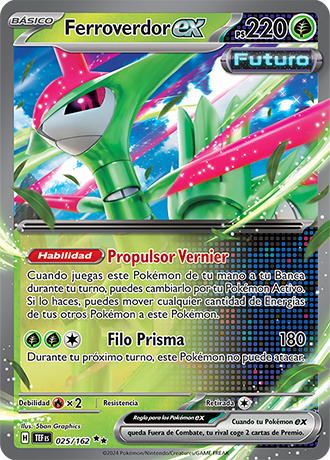 BÁSICO
Ferroverdor ex PS 220
Futuro
Habilidad Propulsor Vernier
Cuando juegas este Pokémon de tu mano a tu Banca
durante tu turno, puedes cambiarlo por tu Pokémon Activo.
Si lo haces, puedes mover cualquier cantidad de Energías
de tus otros Pokémon a este Pokémon.
Filo Prisma 180
Durante tu próximo turno, este Pokémon no puede atacar.
Debilidad × 2 Resistencia Retirada
Illus. 5ban Graphics
Regla para los Pokémon ex
Cuando tu Pokémon ex
queda Fuera de Combate, tu rival coge 2 cartas de Premio.
H TEF ES 025/162
©2024 Pokémon/Nintendo/Creatures/GAME FREAK